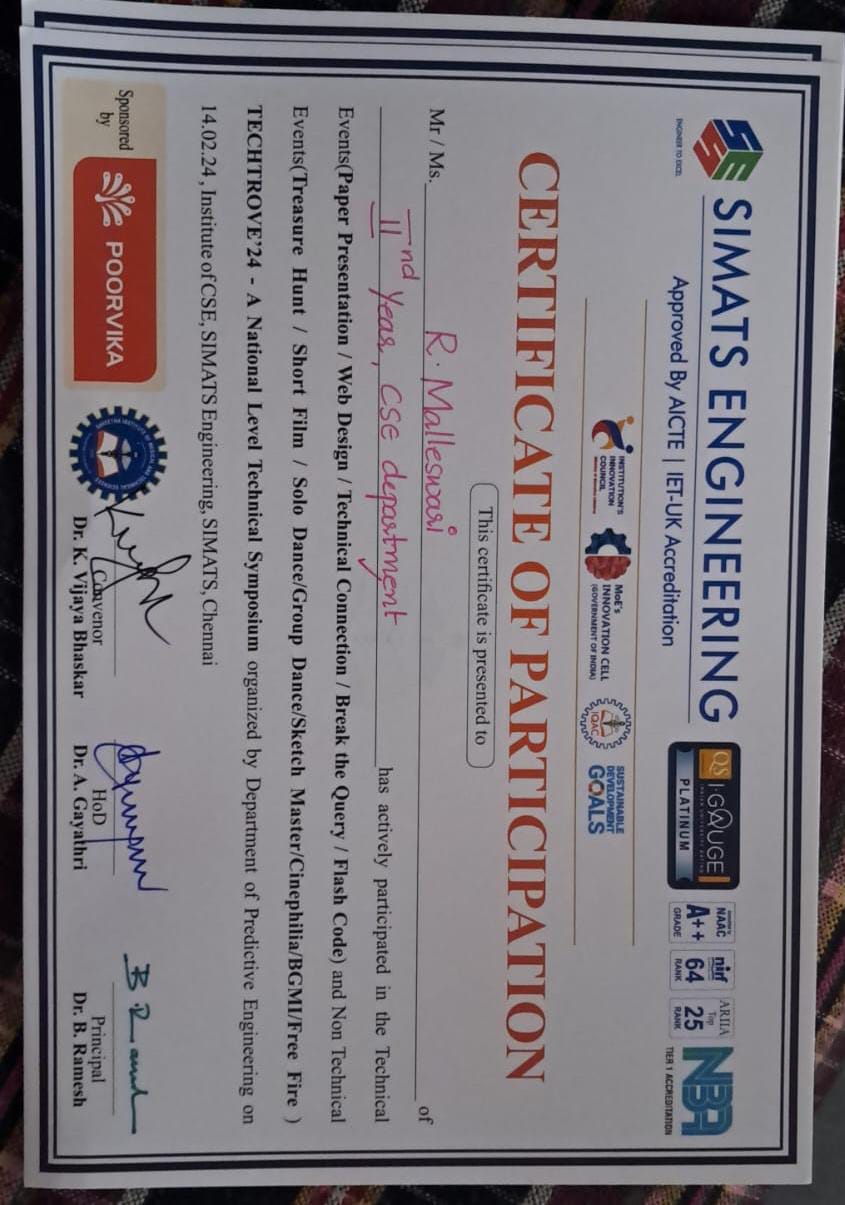 SIMATS ENGINEERING
ENGINEER TO EXCEL
Approved By AICTE | IET-UK Accreditation
QS I·GAUGE
PLATINUM
NAAC
A++
GRADE
nirf
64
RANK
ARIIA
Top
25
RANK
NBA
TIER 1 ACCREDITATION
INSTITUTION'S
INNOVATION
COUNCIL
MoE's
INNOVATION CELL
(GOVERNMENT OF INDIA)
IQAC
SUSTAINABLE
DEVELOPMENT
GOALS
CERTIFICATE OF PARTICIPATION
This certificate is presented to
Mr / Ms. R. Malleswari of
IInd Year, CSE department has actively participated in the Technical
Events(Paper Presentation / Web Design / Technical Connection / Break the Query / Flash Code) and Non Technical
Events(Treasure Hunt / Short Film / Solo Dance/Group Dance/Sketch Master/Cinephilia/BGMI/Free Fire )
TECHTROVE'24 - A National Level Technical Symposium organized by Department of Predictive Engineering on
14.02.24, Institute of CSE, SIMATS Engineering, SIMATS, Chennai
Sponsored
by
POORVIKA
Convenor
Dr. K. Vijaya Bhaskar
HoD
Dr. A. Gayathri
B. Ramesh
Principal
Dr. B. Ramesh